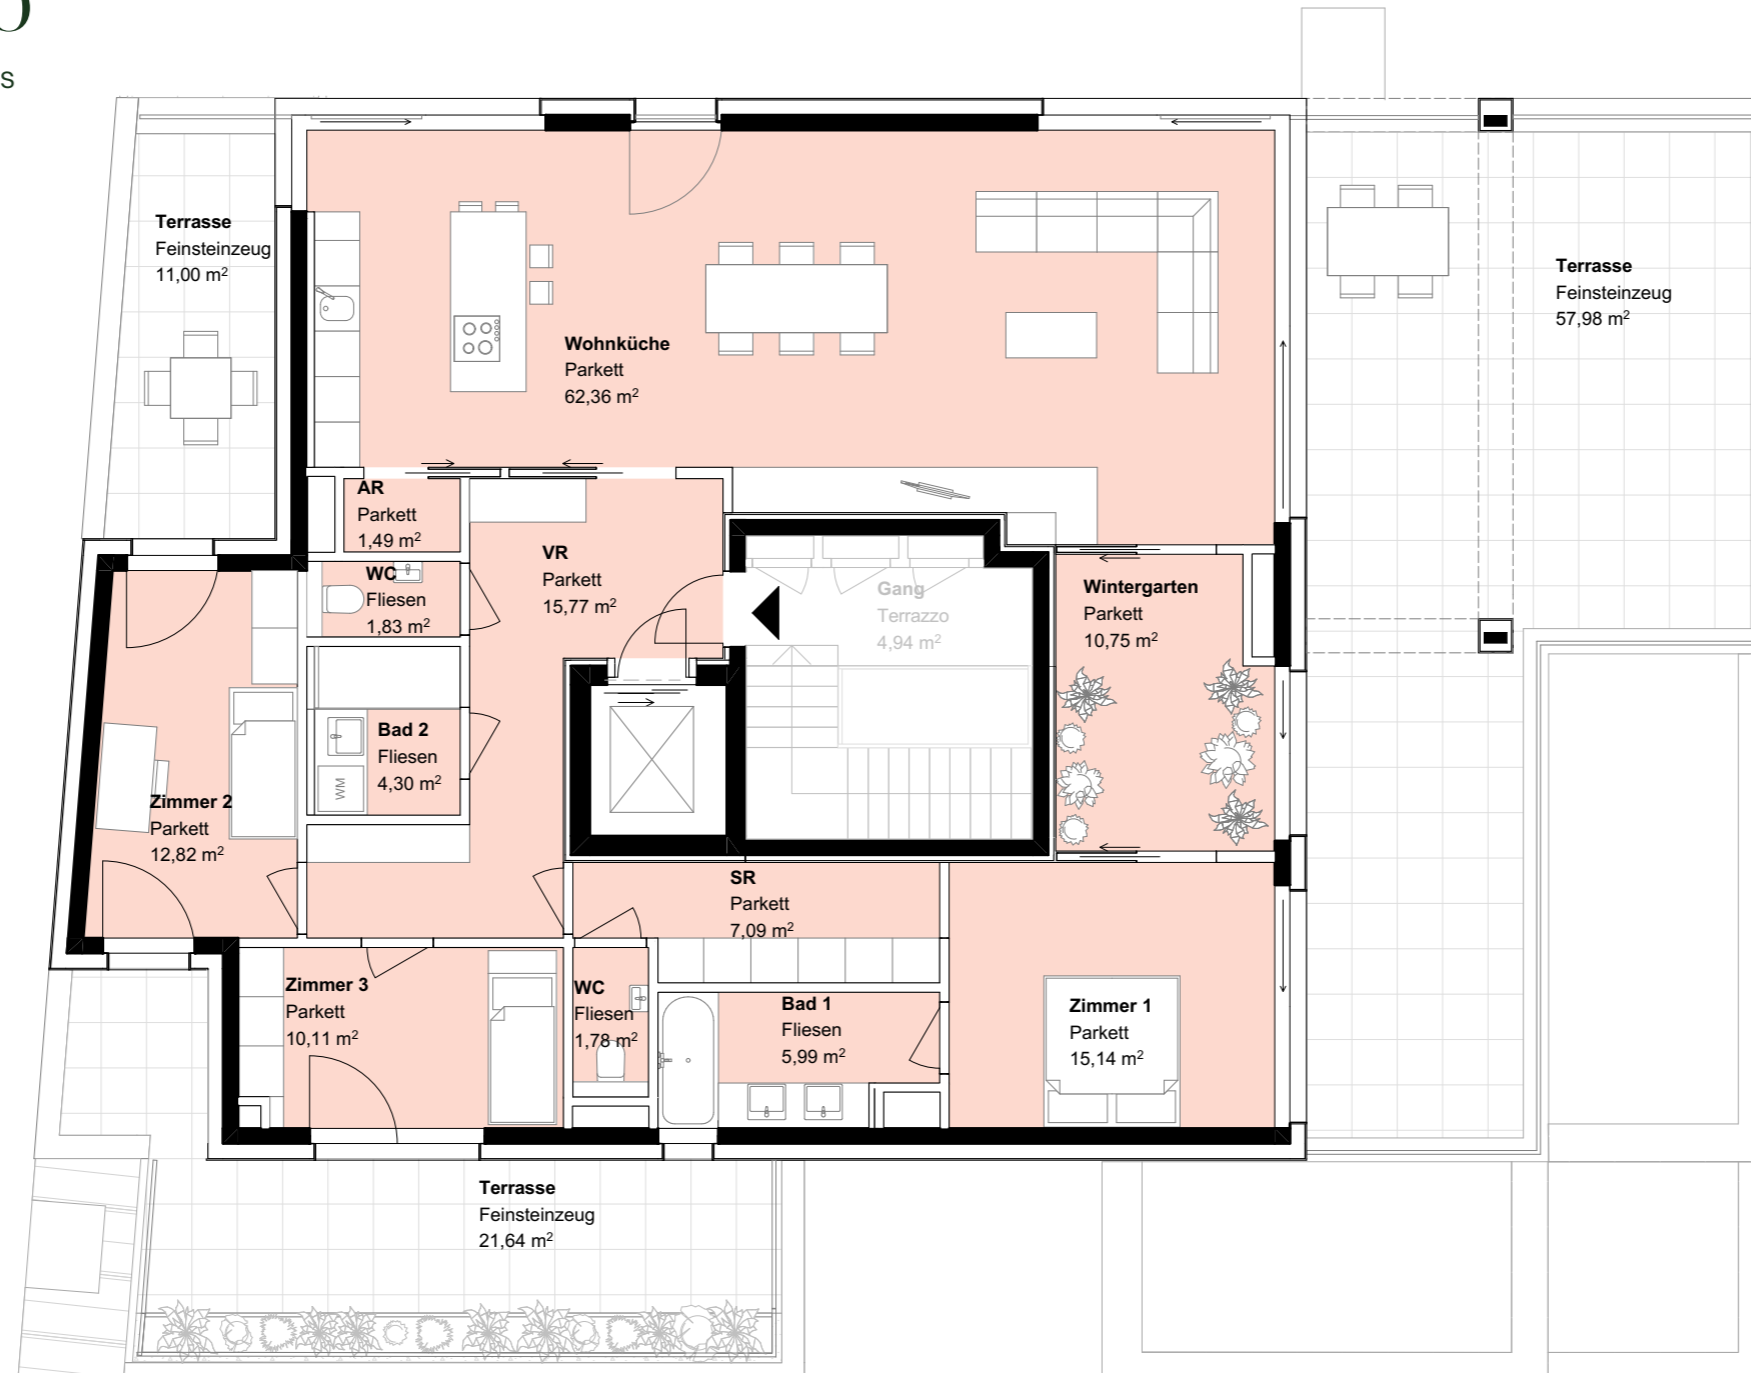 s
Terrasse
Feinsteinzeug
11,00 m²
Terrasse
Feinsteinzeug
57,98 m²
Wohnküche
Parkett
62,36 m²
AR
Parkett
1,49 m²
VR
Parkett
15,77 m²
WC
Fliesen
1,83 m²
Gang
Terrazzo
4,94 m²
Wintergarten
Parkett
10,75 m²
Bad 2
Fliesen
4,30 m²
WM
Zimmer 2
Parkett
12,82 m²
SR
Parkett
7,09 m²
Zimmer 3
Parkett
10,11 m²
WC
Fliesen
1,78 m²
Bad 1
Fliesen
5,99 m²
Zimmer 1
Parkett
15,14 m²
Terrasse
Feinsteinzeug
21,64 m²